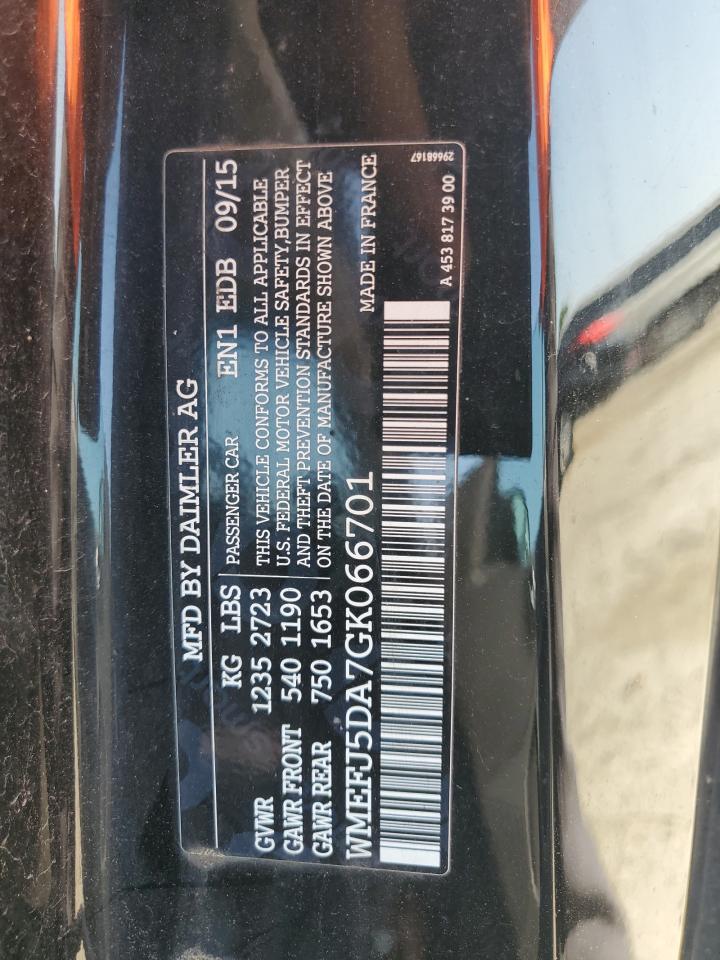 MFD BY DAIMLER AG
KG LBS PASSENGER CAR EN1 EDB 09/15
GVWR 1235 2723 THIS VEHICLE CONFORMS TO ALL APPLICABLE
GAWR FRONT 540 1190 U.S. FEDERAL MOTOR VEHICLE SAFETY,BUMPER
GAWR REAR 750 1653 AND THEFT PREVENTION STANDARDS IN EFFECT
ON THE DATE OF MANUFACTURE SHOWN ABOVE
WMEFJ5DA7GK066701 MADE IN FRANCE
A 453 817 39 00
29668167